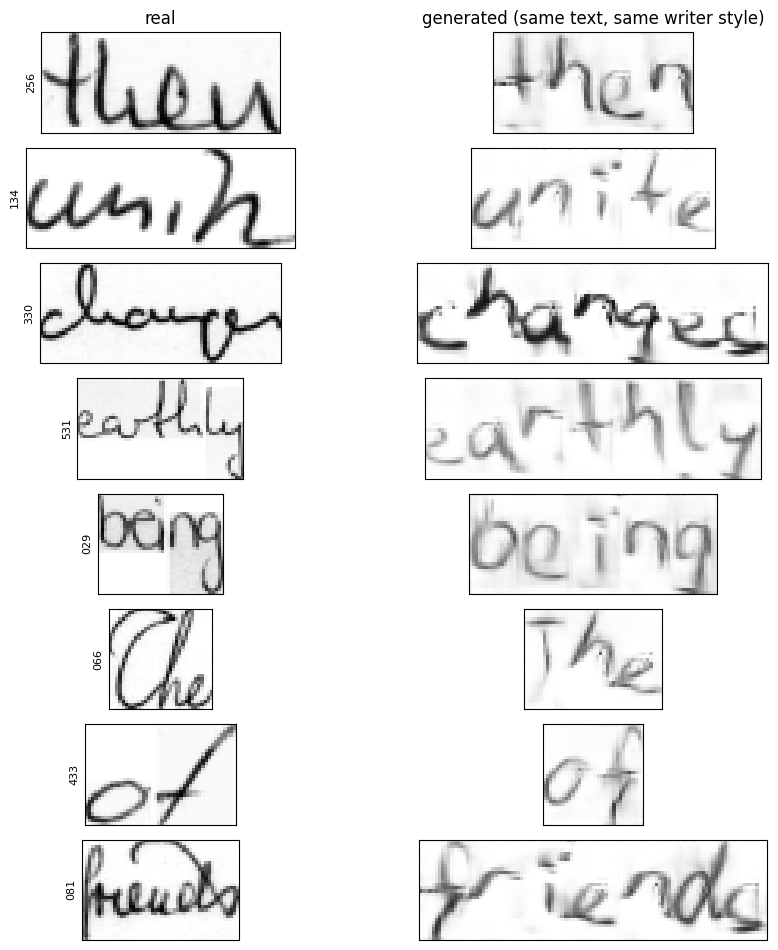 real generated (same text, same writer style)
256 then then
134 unite unite
330 changes changes
531 earthly earthly
029 being being
066 The The
433 of of
081 friends friends